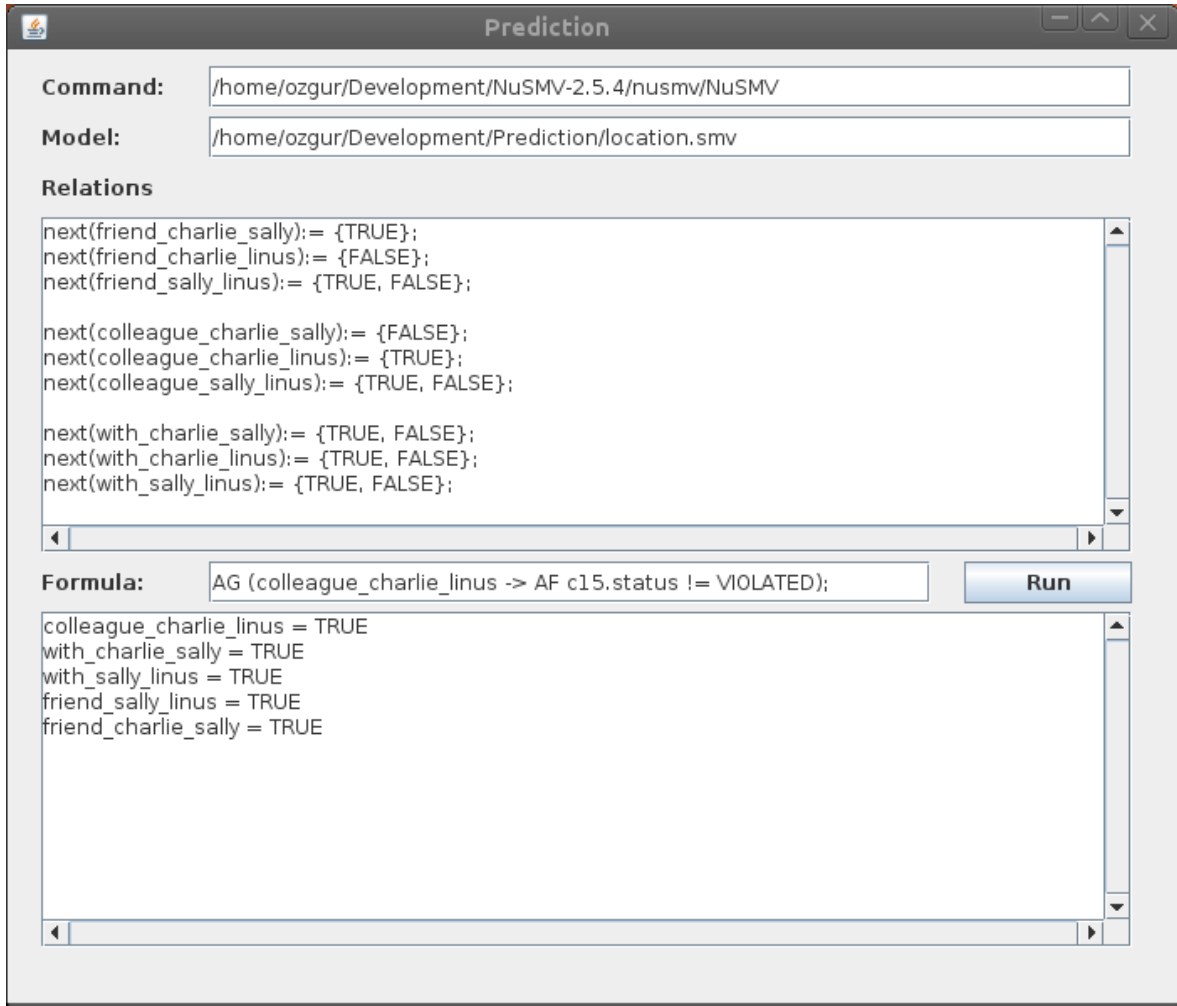 Prediction
Command: /home/ozgur/Development/NuSMV-2.5.4/nusmv/NuSMV
Model: /home/ozgur/Development/Prediction/location.smv
Relations
next(friend_charlie_sally):= {TRUE};
next(friend_charlie_linus):= {FALSE};
next(friend_sally_linus):= {TRUE, FALSE};
next(colleague_charlie_sally):= {FALSE};
next(colleague_charlie_linus):= {TRUE};
next(colleague_sally_linus):= {TRUE, FALSE};
next(with_charlie_sally):= {TRUE, FALSE};
next(with_charlie_linus):= {TRUE, FALSE};
next(with_sally_linus):= {TRUE, FALSE};
Formula: AG (colleague_charlie_linus -> AF c15.status != VIOLATED); Run
colleague_charlie_linus = TRUE
with_charlie_sally = TRUE
with_sally_linus = TRUE
friend_sally_linus = TRUE
friend_charlie_sally = TRUE